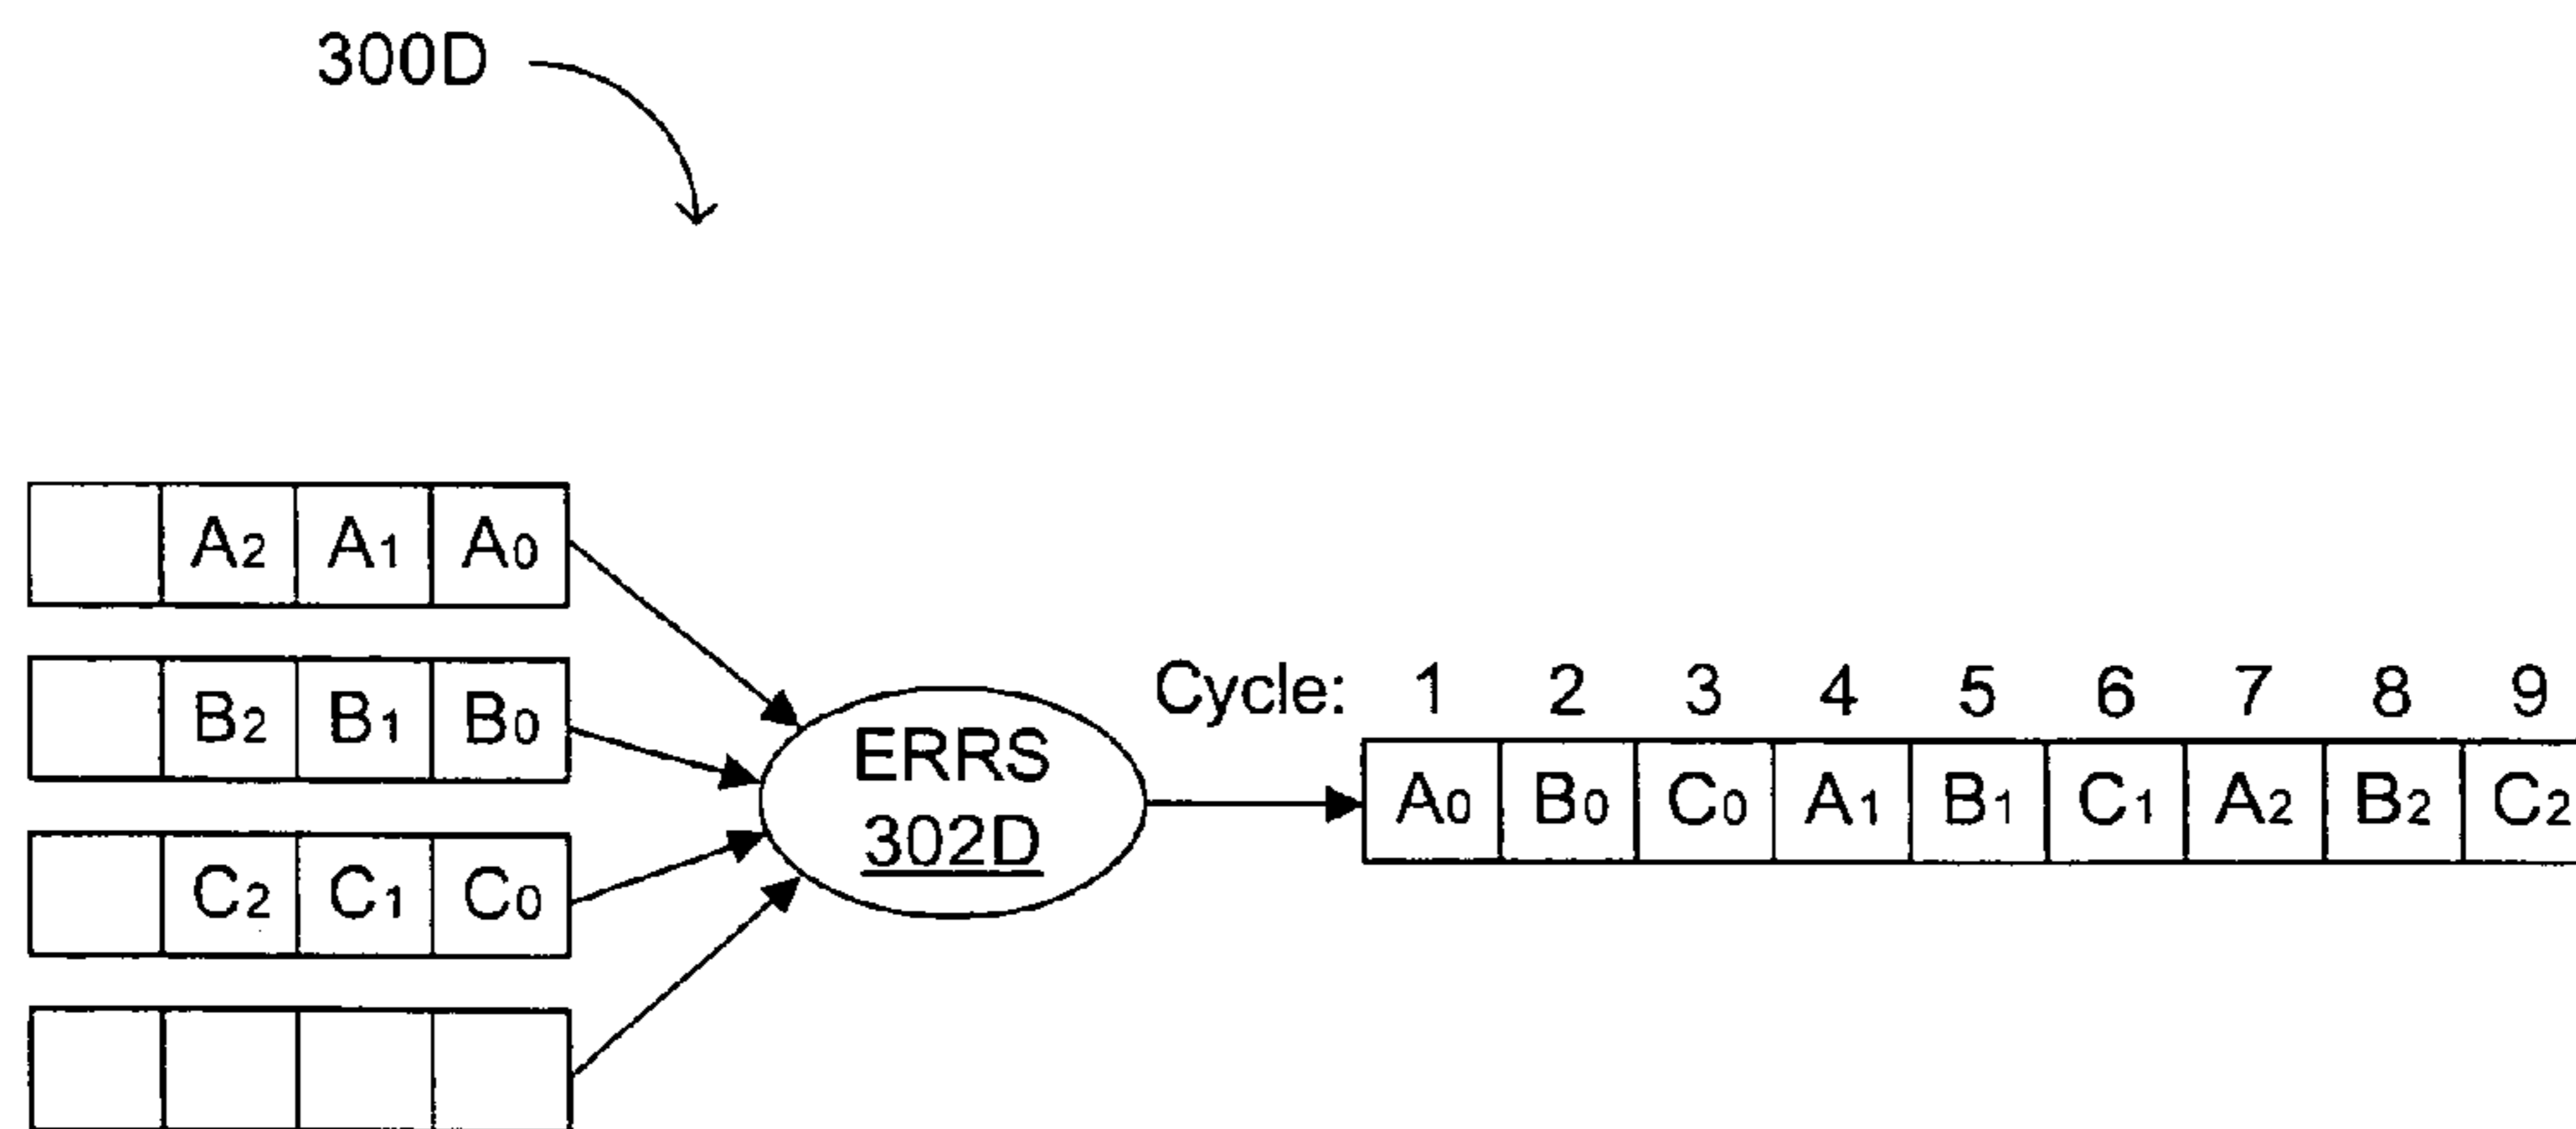 300D
A2 A1 A0
B2 B1 B0
C2 C1 C0
ERRS
302D
Cycle: 1 2 3 4 5 6 7 8 9
A0 B0 C0 A1 B1 C1 A2 B2 C2